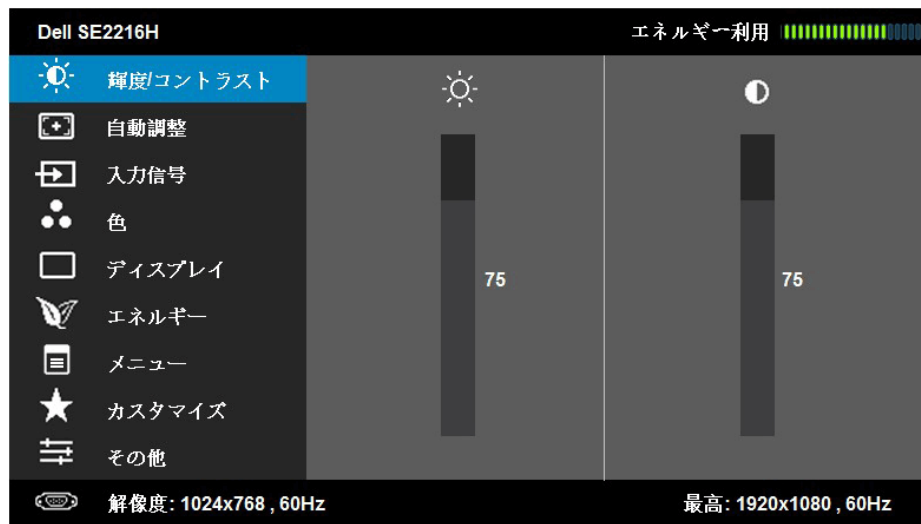 Dell SE2216H
エネルギー利用
輝度/コントラスト
自動調整
入力信号
色
ディスプレイ
エネルギー
メニュー
カスタマイズ
その他
75
75
解像度: 1024x768 , 60Hz
最高: 1920x1080 , 60Hz